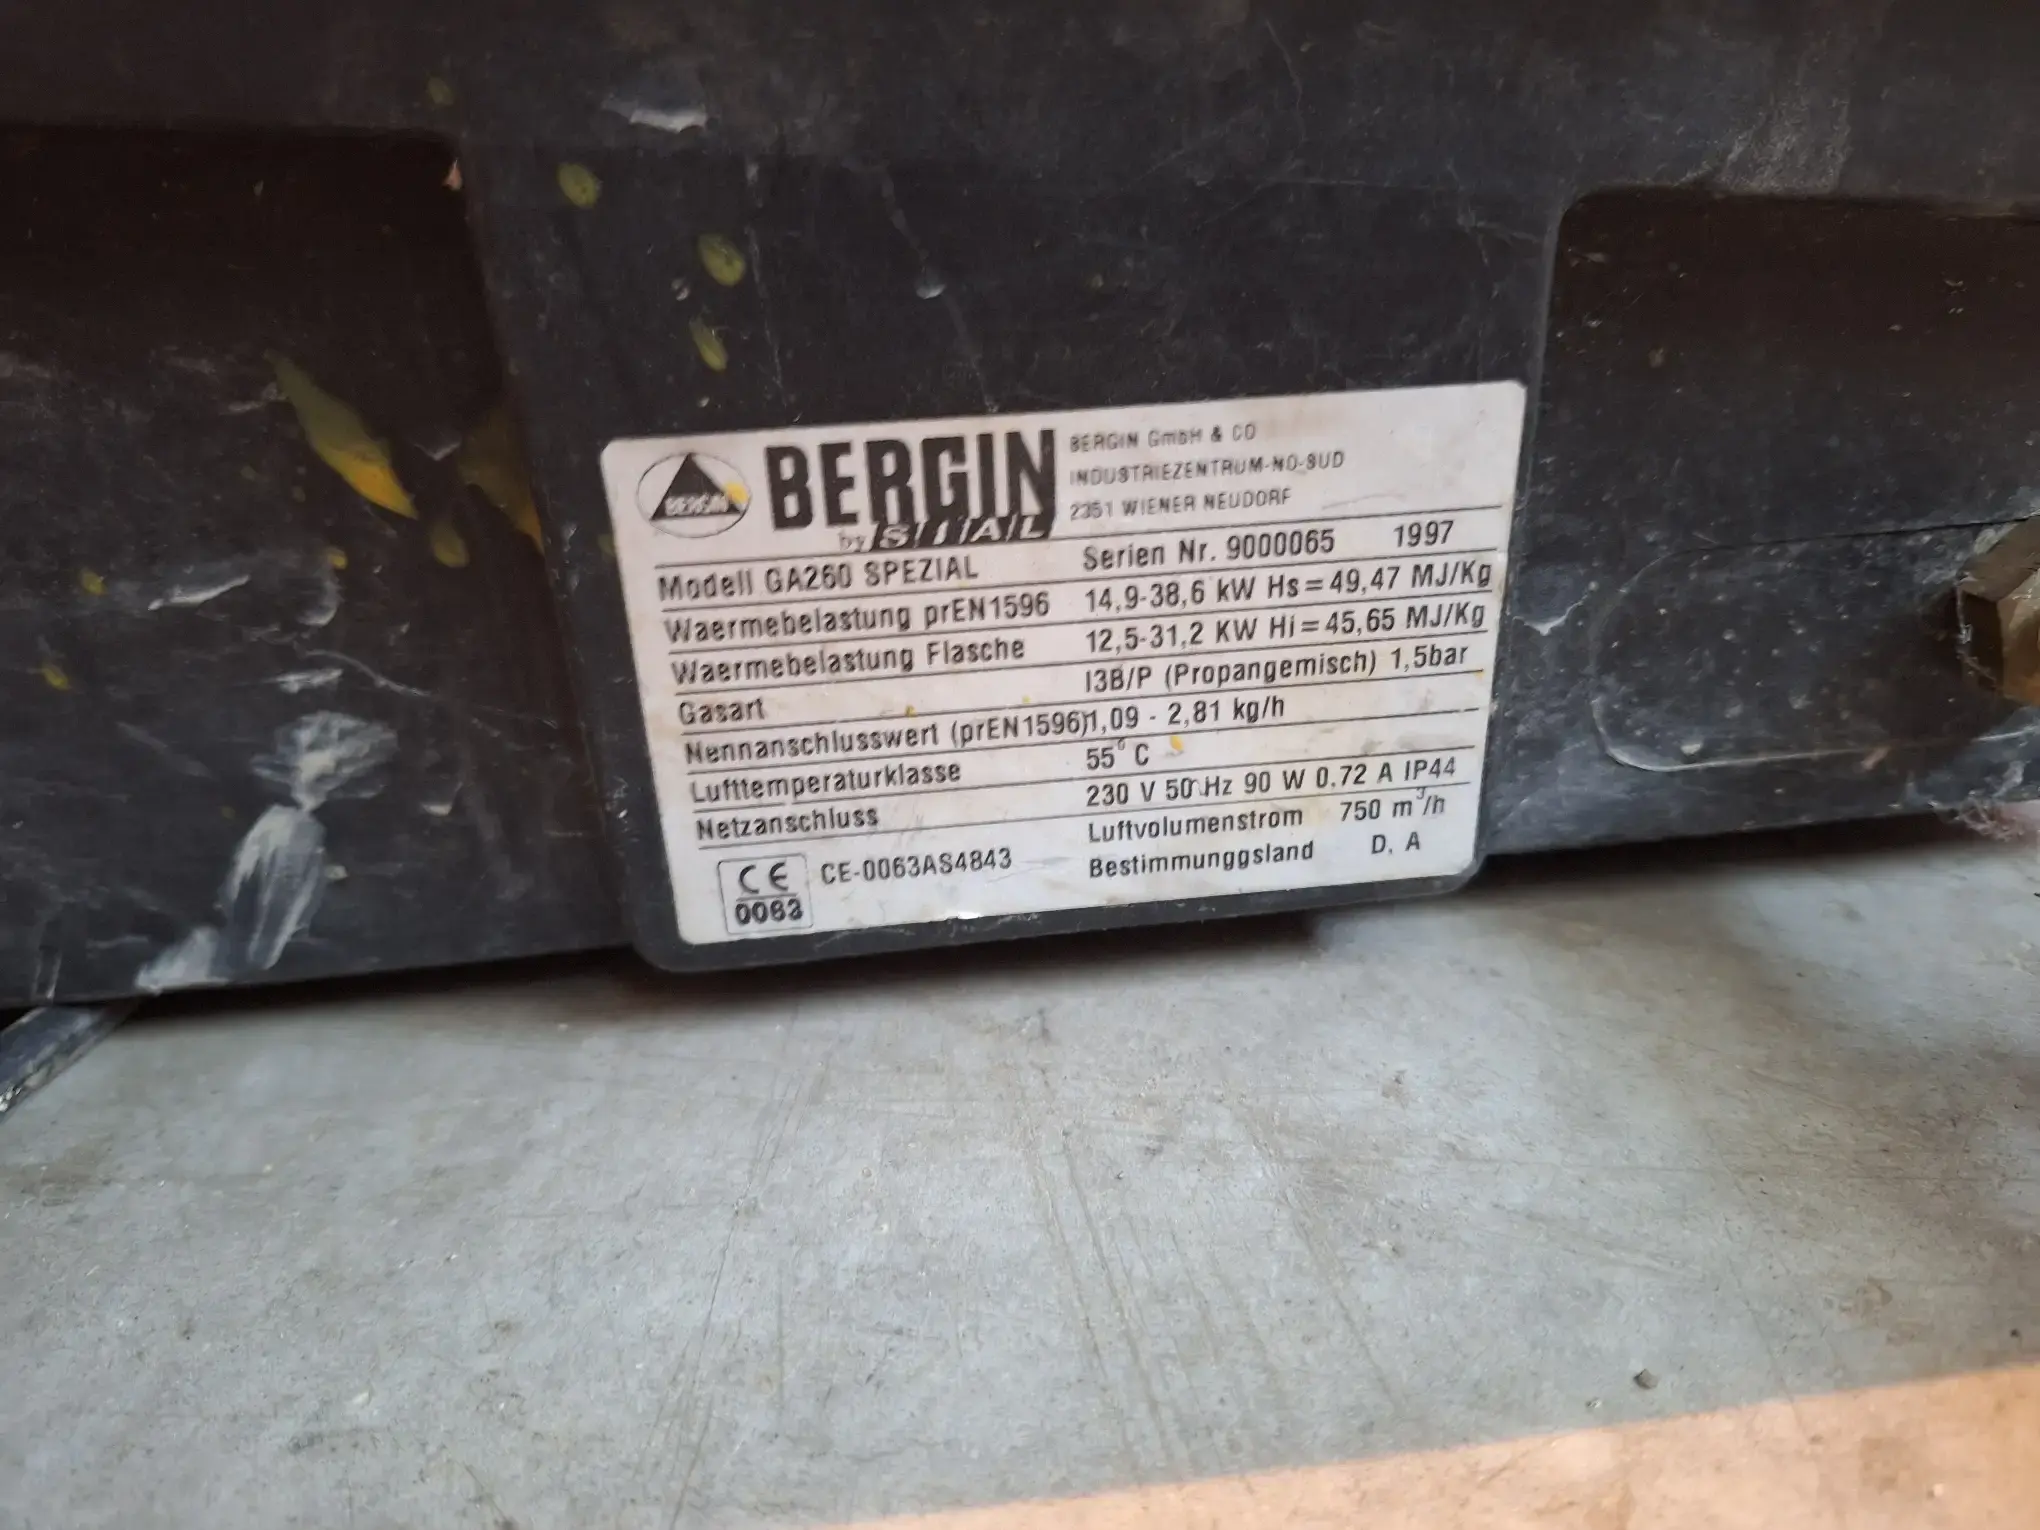 BERGIN
BERGIN
by SIAL
BERGIN GmbH & CO
INDUSTRIEZENTRUM-NO-SUD
2351 WIENER NEUDORF
Modell GA260 SPEZIAL Serien Nr. 9000065 1997
Waermebelastung prEN1596 14,9-38,6 kW Hs=49,47 MJ/Kg
Waermebelastung Flasche 12,5-31,2 KW Hi=45,65 MJ/Kg
Gasart I3B/P (Propangemisch) 1,5bar
Nennanschlusswert (prEN1596) 1,09 - 2,81 kg/h
Lufttemperaturklasse 55° C
Netzanschluss 230 V 50 Hz 90 W 0.72 A IP44
Luftvolumenstrom 750 m³/h
CE 0063 CE-0063AS4843 Bestimmunggsland D. A